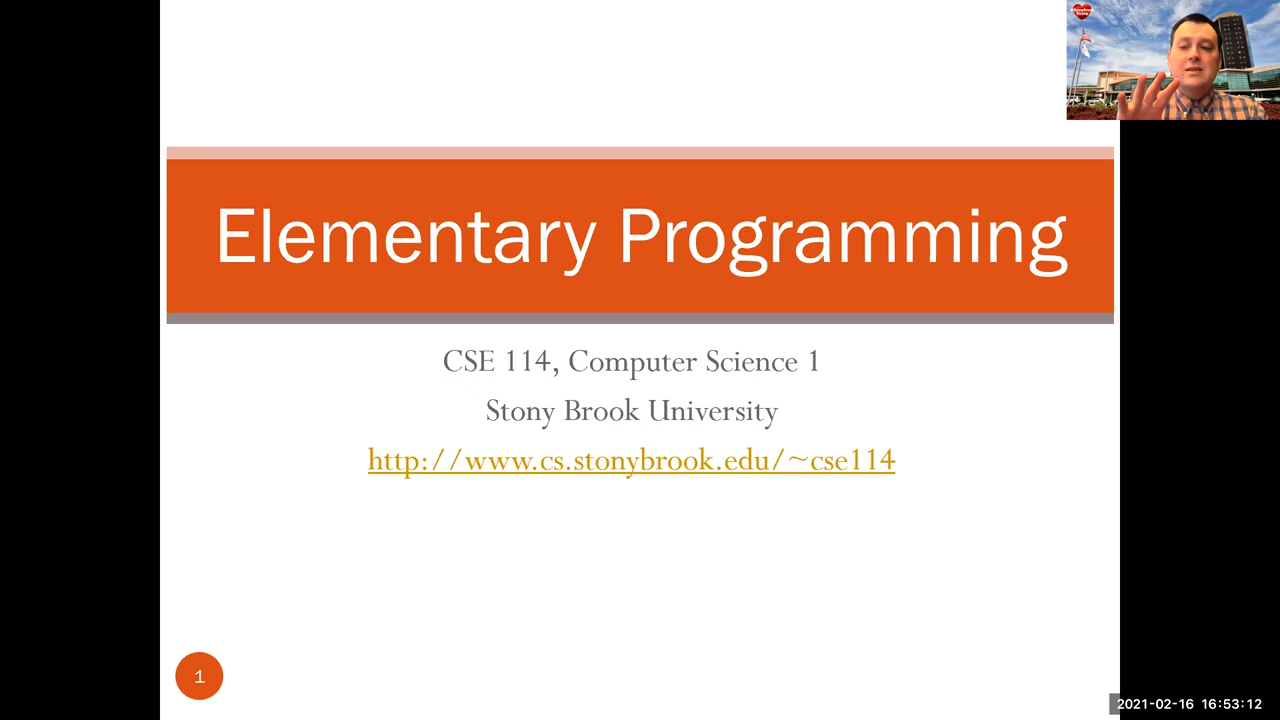 Elementary Programming
CSE 114, Computer Science 1
Stony Brook University
http://www.cs.stonybrook.edu/~cse114
1
2021-02-16 16:53:12